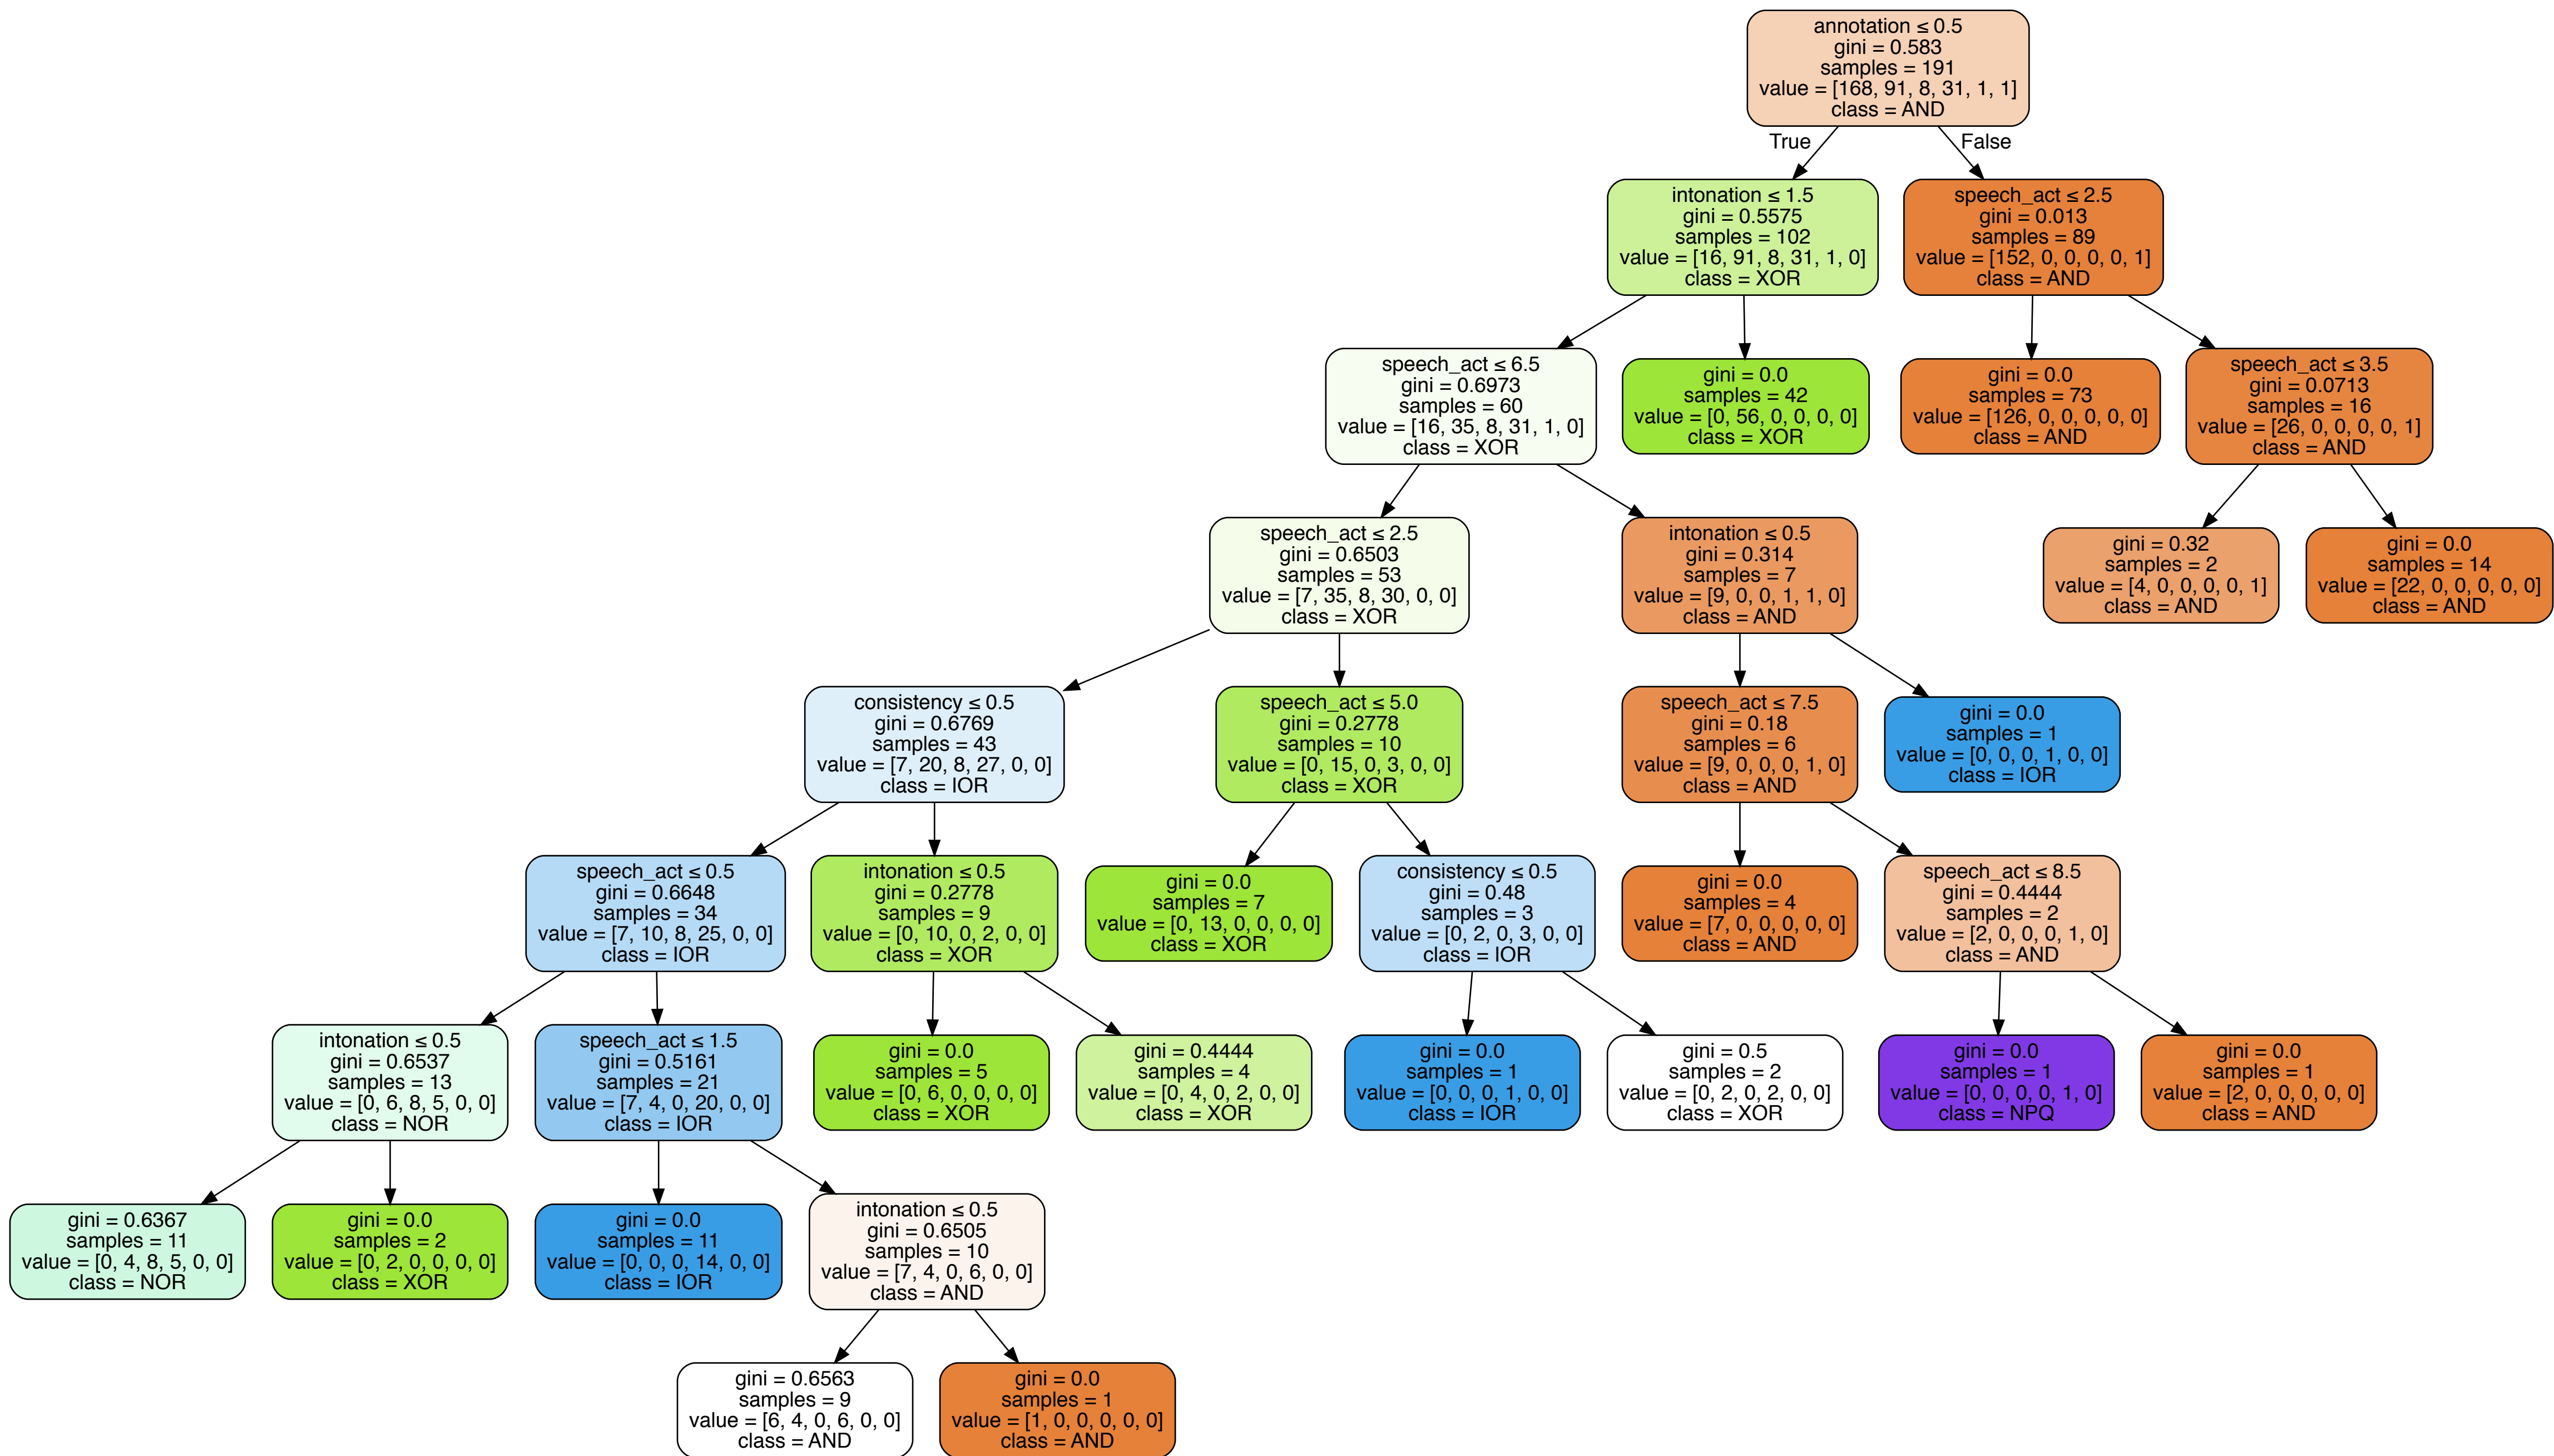 annotation ≤ 0.5
gini = 0.583
samples = 191
value = [168, 91, 8, 31, 1, 1]
class = AND
True
False
intonation ≤ 1.5
gini = 0.5575
samples = 102
value = [16, 91, 8, 31, 1, 0]
class = XOR
speech_act ≤ 2.5
gini = 0.013
samples = 89
value = [152, 0, 0, 0, 0, 1]
class = AND
speech_act ≤ 6.5
gini = 0.6973
samples = 60
value = [16, 35, 8, 31, 1, 0]
class = XOR
gini = 0.0
samples = 42
value = [0, 56, 0, 0, 0, 0]
class = XOR
gini = 0.0
samples = 73
value = [126, 0, 0, 0, 0, 0]
class = AND
speech_act ≤ 3.5
gini = 0.0713
samples = 16
value = [26, 0, 0, 0, 0, 1]
class = AND
speech_act ≤ 2.5
gini = 0.6503
samples = 53
value = [7, 35, 8, 30, 0, 0]
class = XOR
intonation ≤ 0.5
gini = 0.314
samples = 7
value = [9, 0, 0, 1, 1, 0]
class = AND
gini = 0.32
samples = 2
value = [4, 0, 0, 0, 0, 1]
class = AND
gini = 0.0
samples = 14
value = [22, 0, 0, 0, 0, 0]
class = AND
consistency ≤ 0.5
gini = 0.6769
samples = 43
value = [7, 20, 8, 27, 0, 0]
class = IOR
speech_act ≤ 5.0
gini = 0.2778
samples = 10
value = [0, 15, 0, 3, 0, 0]
class = XOR
speech_act ≤ 7.5
gini = 0.18
samples = 6
value = [9, 0, 0, 0, 1, 0]
class = AND
gini = 0.0
samples = 1
value = [0, 0, 0, 1, 0, 0]
class = IOR
speech_act ≤ 0.5
gini = 0.6648
samples = 34
value = [7, 10, 8, 25, 0, 0]
class = IOR
intonation ≤ 0.5
gini = 0.2778
samples = 9
value = [0, 10, 0, 2, 0, 0]
class = XOR
gini = 0.0
samples = 7
value = [0, 13, 0, 0, 0, 0]
class = XOR
consistency ≤ 0.5
gini = 0.48
samples = 3
value = [0, 2, 0, 3, 0, 0]
class = IOR
gini = 0.0
samples = 4
value = [7, 0, 0, 0, 0, 0]
class = AND
speech_act ≤ 8.5
gini = 0.4444
samples = 2
value = [2, 0, 0, 0, 1, 0]
class = AND
intonation ≤ 0.5
gini = 0.6537
samples = 13
value = [0, 6, 8, 5, 0, 0]
class = NOR
speech_act ≤ 1.5
gini = 0.5161
samples = 21
value = [7, 4, 0, 20, 0, 0]
class = IOR
gini = 0.0
samples = 5
value = [0, 6, 0, 0, 0, 0]
class = XOR
gini = 0.4444
samples = 4
value = [0, 4, 0, 2, 0, 0]
class = XOR
gini = 0.0
samples = 1
value = [0, 0, 0, 1, 0, 0]
class = IOR
gini = 0.5
samples = 2
value = [0, 2, 0, 2, 0, 0]
class = XOR
gini = 0.0
samples = 1
value = [0, 0, 0, 0, 1, 0]
class = NPQ
gini = 0.0
samples = 1
value = [2, 0, 0, 0, 0, 0]
class = AND
gini = 0.6367
samples = 11
value = [0, 4, 8, 5, 0, 0]
class = NOR
gini = 0.0
samples = 2
value = [0, 2, 0, 0, 0, 0]
class = XOR
gini = 0.0
samples = 11
value = [0, 0, 0, 14, 0, 0]
class = IOR
intonation ≤ 0.5
gini = 0.6505
samples = 10
value = [7, 4, 0, 6, 0, 0]
class = AND
gini = 0.6563
samples = 9
value = [6, 4, 0, 6, 0, 0]
class = AND
gini = 0.0
samples = 1
value = [1, 0, 0, 0, 0, 0]
class = AND